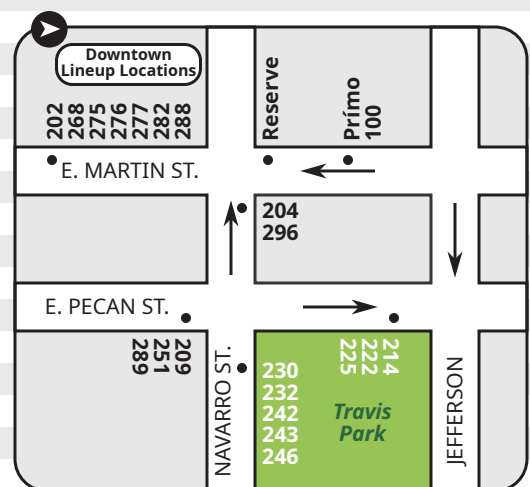 Downtown
Lineup Locations
202
268
275
276
277
282
288
Reserve
Prímo
100
E. MARTIN ST.
204
296
E. PECAN ST.
289
251
209
NAVARRO ST.
230
232
242
243
246
225
222
214
Travis
Park
JEFFERSON